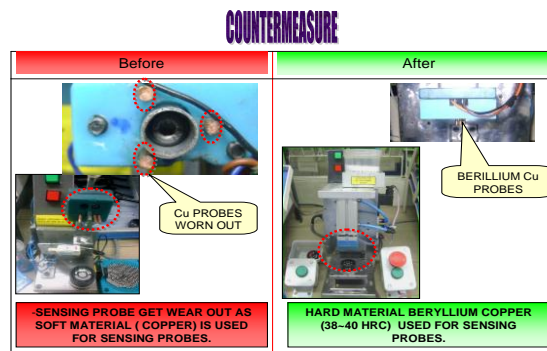 COUNTERMEASURE
Before
After
Cu PROBES
WORN OUT
BERILLIUM Cu
PROBES
-SENSING PROBE GET WEAR OUT AS
SOFT MATERIAL ( COPPER) IS USED
FOR SENSING PROBES.
HARD MATERIAL BERYLLIUM COPPER
(38~40 HRC) USED FOR SENSING
PROBES.